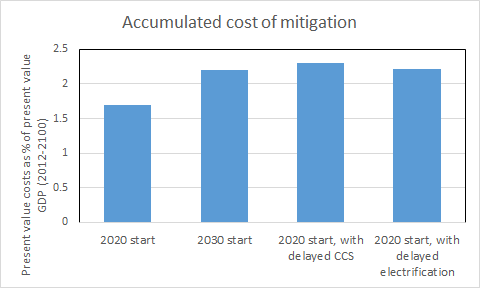 Accumulated cost of mitigation
Present value costs as % of present value
GDP (2012-2100)
2.5
2
1.5
1
0.5
0
2020 start
2030 start
2020 start, with
delayed CCS
2020 start, with
delayed
electrification